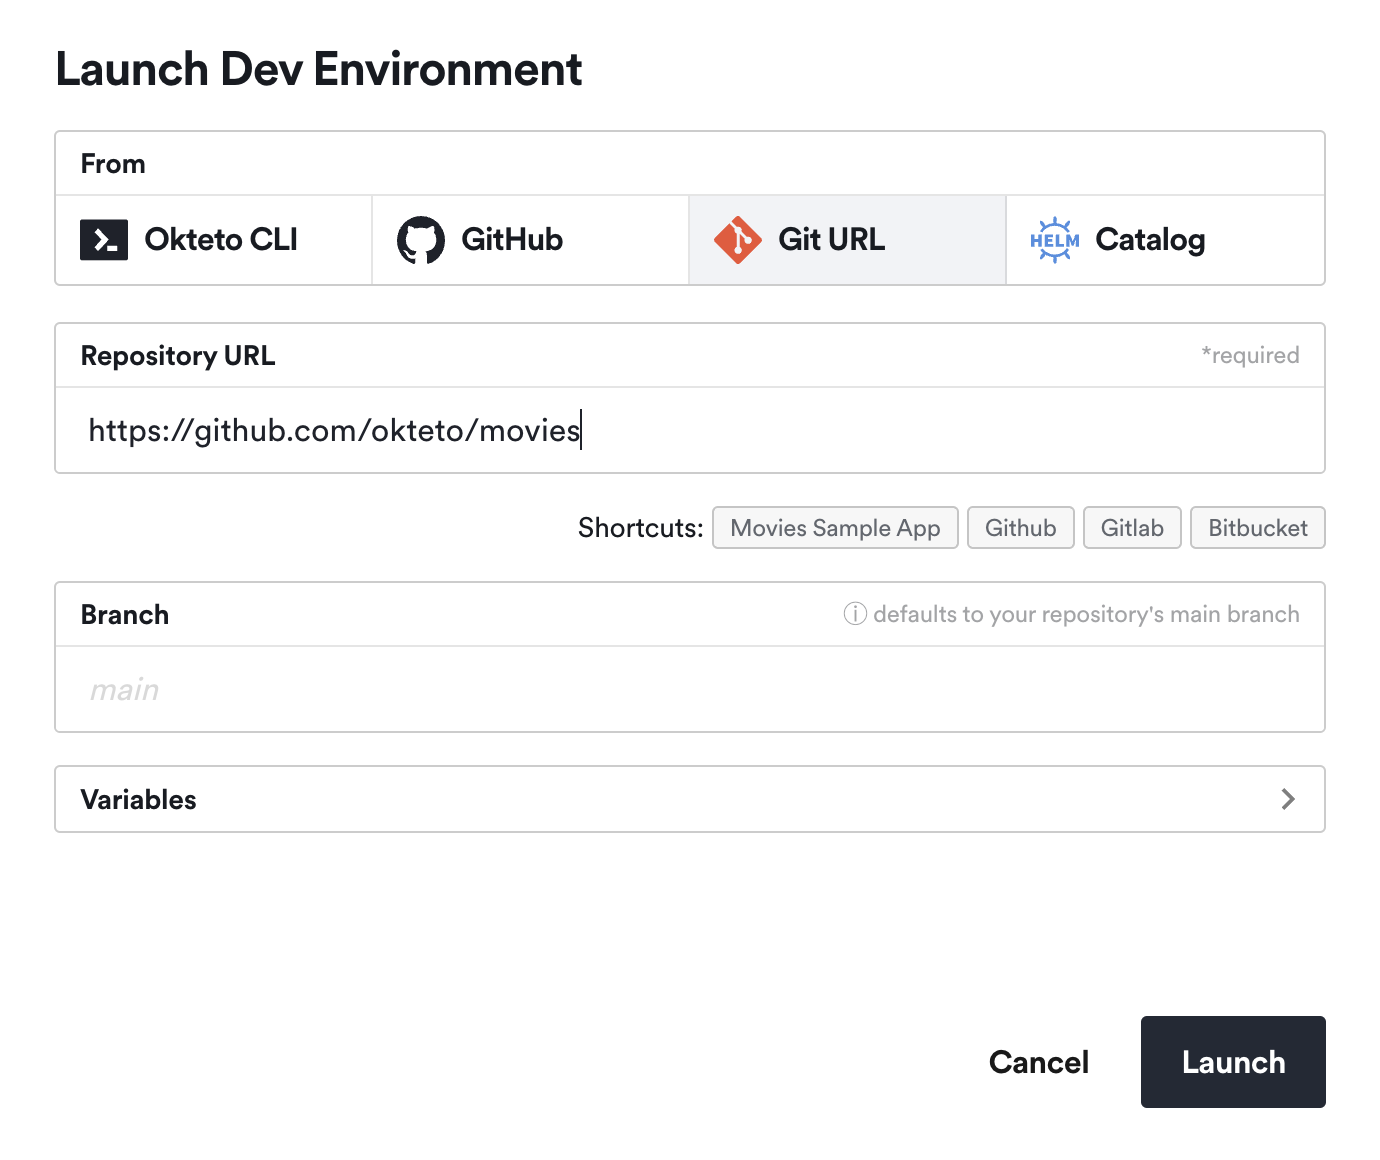 Launch Dev Environment
From
Okteto CLI
GitHub
Git URL
HELM Catalog
Repository URL *required
https://github.com/okteto/movies
Shortcuts: Movies Sample App Github Gitlab Bitbucket
Branch ⓘ defaults to your repository's main branch
main
Variables
Cancel Launch